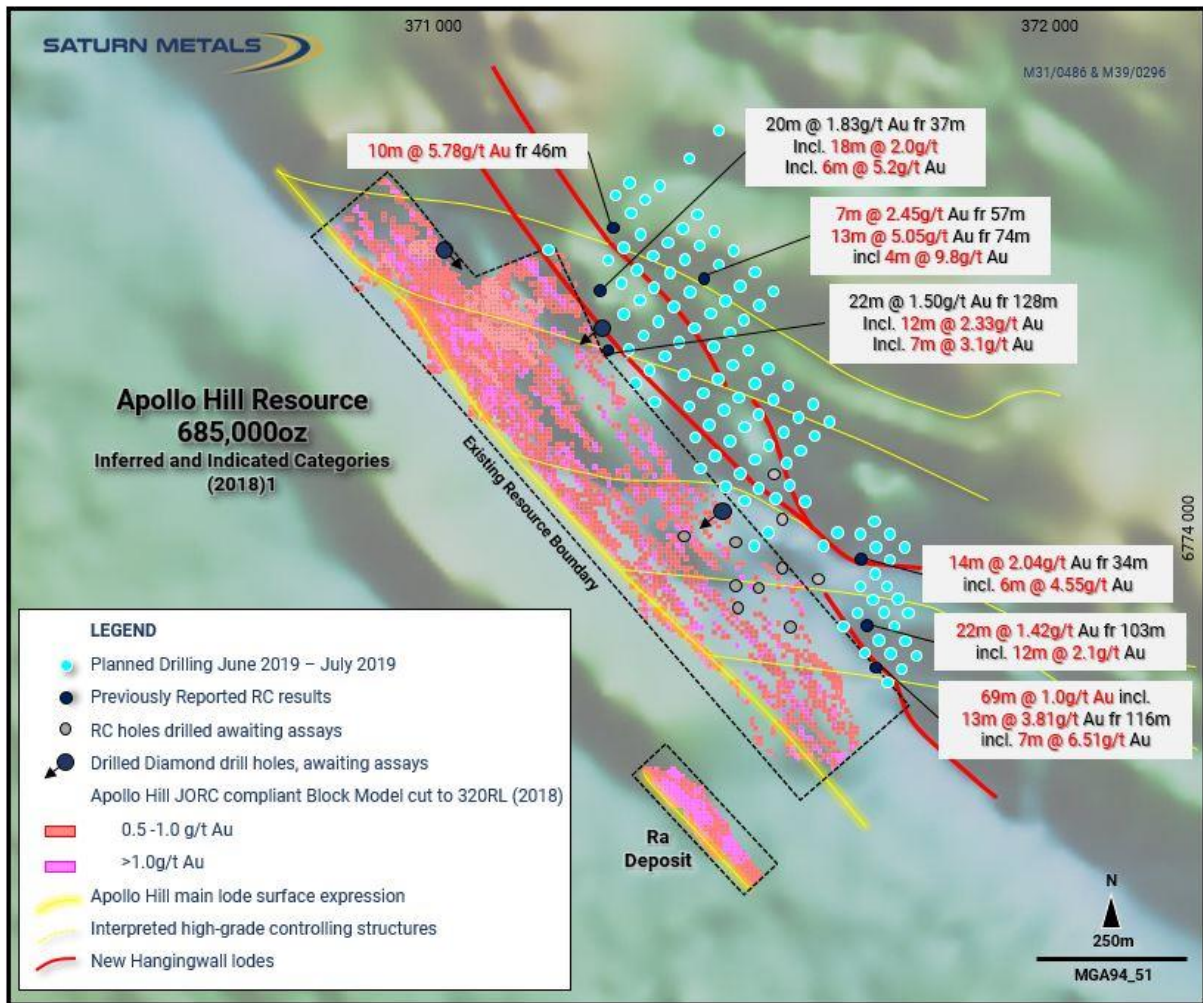 371 000
372 000
SATURN METALS
M31/0486 & M39/0296
10m @ 5.78g/t Au fr 46m
20m @ 1.83g/t Au fr 37m
Incl. 18m @ 2.0g/t
Incl. 6m @ 5.2g/t Au
7m @ 2.45g/t Au fr 57m
13m @ 5.05g/t Au fr 74m
incl 4m @ 9.8g/t Au
22m @ 1.50g/t Au fr 128m
Incl. 12m @ 2.33g/t Au
Incl. 7m @ 3.1g/t Au
Apollo Hill Resource
685,000oz
Inferred and Indicated Categories
(2018)1
Existing Resource Boundary
6774 000
14m @ 2.04g/t Au fr 34m
incl. 6m @ 4.55g/t Au
22m @ 1.42g/t Au fr 103m
incl. 12m @ 2.1g/t Au
69m @ 1.0g/t Au incl.
13m @ 3.81g/t Au fr 116m
incl. 7m @ 6.51g/t Au
LEGEND
Planned Drilling June 2019 – July 2019
Previously Reported RC results
RC holes drilled awaiting assays
Drilled Diamond drill holes, awaiting assays
Apollo Hill JORC compliant Block Model cut to 320RL (2018)
0.5 -1.0 g/t Au
>1.0g/t Au
Apollo Hill main lode surface expression
Interpreted high-grade controlling structures
New Hangingwall lodes
Ra
Deposit
N
250m
MGA94_51